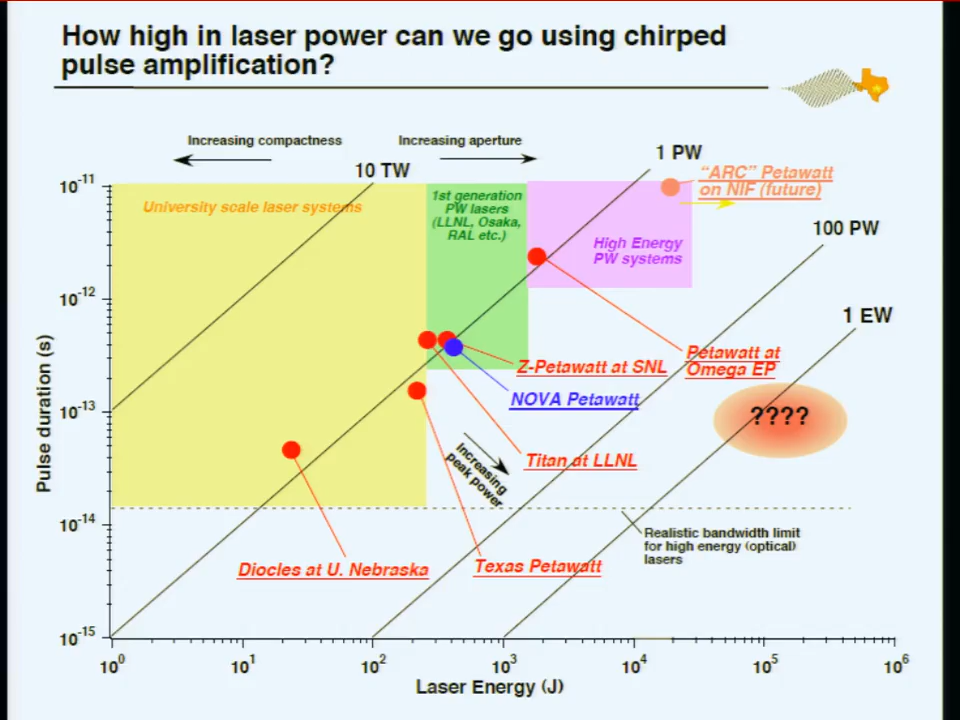 How high in laser power can we go using chirped
pulse amplification?
Increasing compactness
Increasing aperture
10 TW
1 PW
"ARC" Petawatt
on NIF (future)
100 PW
1 EW
University scale laser systems
1st generation
PW lasers
(LLNL, Osaka,
RAL etc.)
High Energy
PW systems
Petawatt at
Omega EP
Z-Petawatt at SNL
NOVA Petawatt
Titan at LLNL
????
Increasing
peak power
Realistic bandwidth limit
for high energy (optical)
lasers
Diocles at U. Nebraska
Texas Petawatt
Pulse duration (s)
10-11
10-12
10-13
10-14
10-15
100
101
102
103
104
105
106
Laser Energy (J)